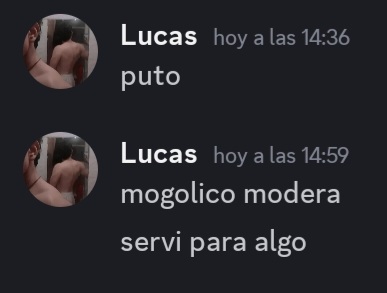 Lucas hoy a las 14:36
puto
Lucas hoy a las 14:59
mogolico modera
servi para algo